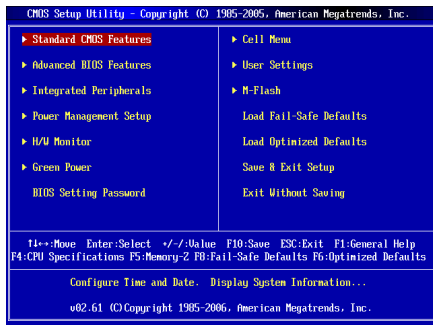 CMOS Setup Utility - Copyright (C) 1985-2005, American Megatrends, Inc.
Standard CMOS Features
Advanced BIOS Features
Integrated Peripherals
Power Management Setup
H/W Monitor
Green Power
BIOS Setting Password
Cell Menu
User Settings
M-Flash
Load Fail-Safe Defaults
Load Optimized Defaults
Save & Exit Setup
Exit Without Saving
↑↓←→:Move Enter:Select +/-/:Value F10:Save ESC:Exit F1:General Help
F4:CPU Specifications F5:Memory-Z F8:Fail-Safe Defaults F6:Optimized Defaults
Configure Time and Date. Display System Information...
v02.61 (C)Copyright 1985-2006, American Megatrends, Inc.